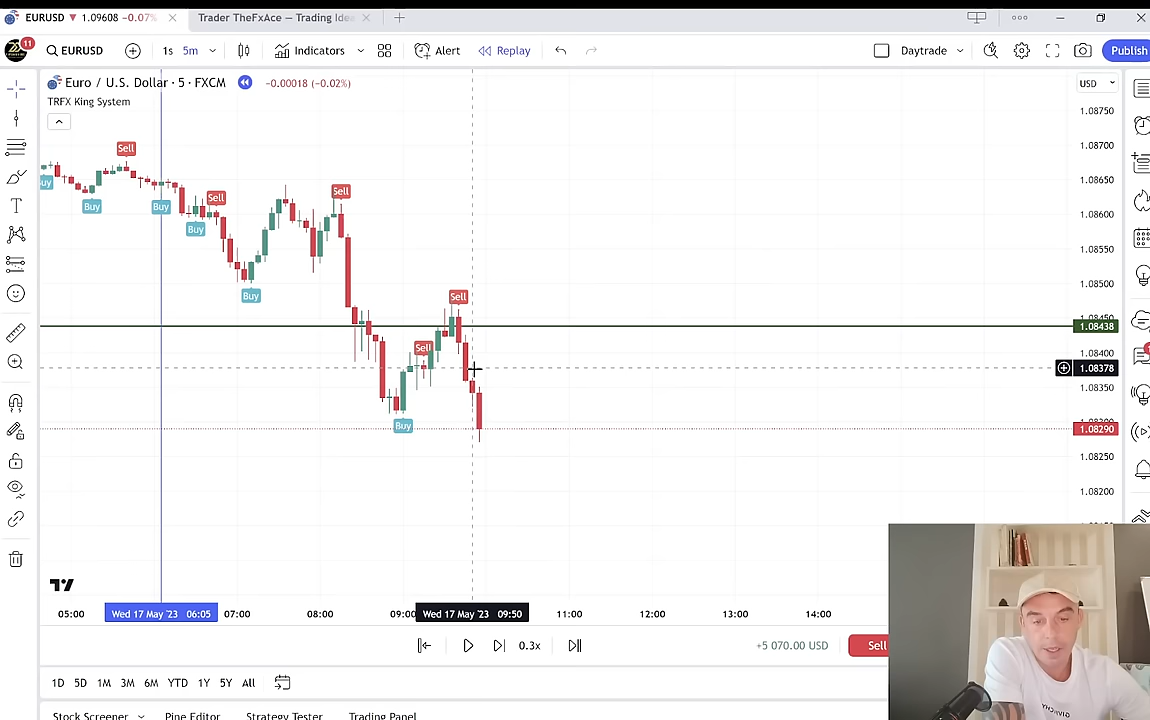 EURUSD ▼ 1.09608 −0.07%
Trader TheFxAce — Trading Idea
11
EURUSD
1s 5m
Indicators
Alert
Replay
Daytrade
Publish
Euro / U.S. Dollar · 5 · FXCM
−0.00018 (−0.02%)
TRFX King System
USD
1.08750
1.08700
1.08650
1.08600
1.08550
1.08500
1.08438
1.08400
1.08378
1.08350
1.08290
1.08250
1.08200
Sell
Buy
Buy
Buy
Sell
Buy
Sell
Buy
Sell
Sell
Buy
05:00
Wed 17 May '23 06:05
07:00
08:00
09:00
Wed 17 May '23 09:50
11:00
12:00
13:00
14:00
0.3x
+5 070.00 USD
Sell
1D 5D 1M 3M 6M YTD 1Y 5Y All
Stock Screener
Pine Editor
Strategy Tester
Trading Panel